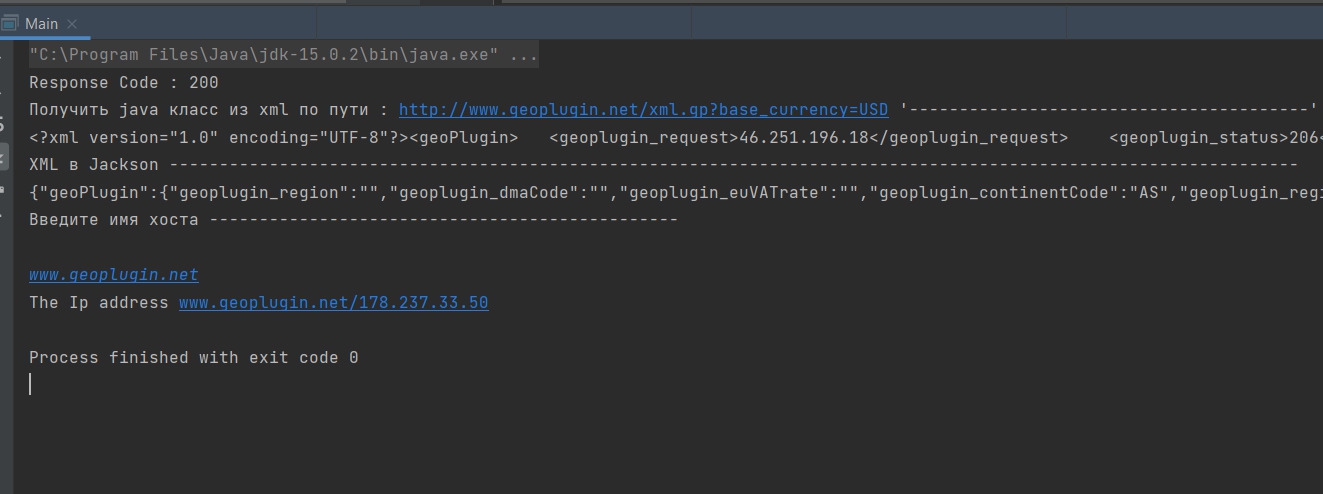 Main
"C:\Program Files\Java\jdk-15.0.2\bin\java.exe" ...
Response Code : 200
Получить java класс из xml по пути : http://www.geoplugin.net/xml.gp?base_currency=USD '----------------------------------------'
<?xml version="1.0" encoding="UTF-8"?><geoPlugin>   <geoplugin_request>46.251.196.18</geoplugin_request>    <geoplugin_status>206<
XML в Jackson -----------------------------------------------------------------------------------------------------------------
{"geoPlugin":{"geoplugin_region":"","geoplugin_dmaCode":"","geoplugin_euVATrate":"","geoplugin_continentCode":"AS","geoplugin_regi
Введите имя хоста -----------------------------------------------
www.geoplugin.net
The Ip address www.geoplugin.net/178.237.33.50
Process finished with exit code 0